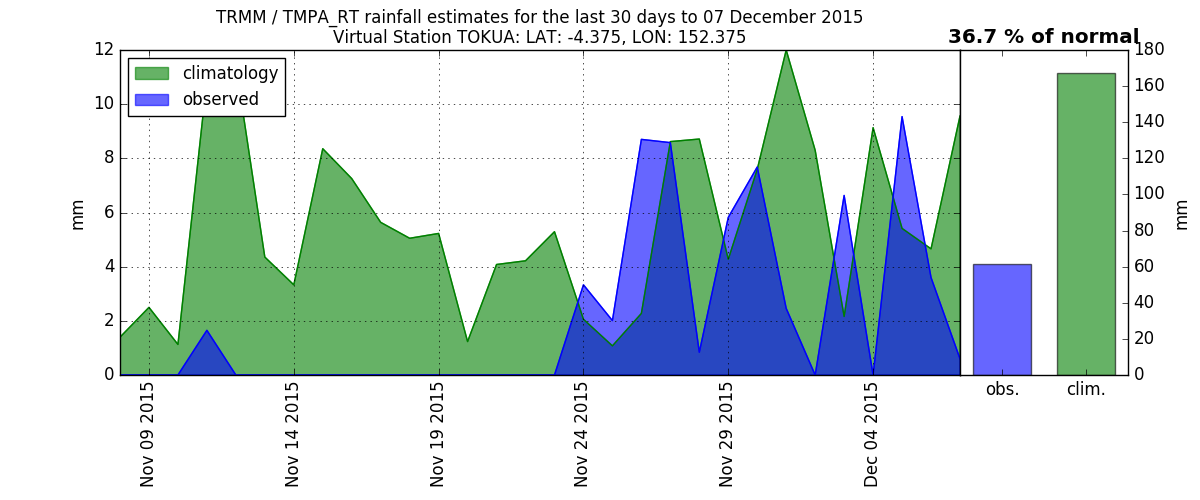 TRMM / TMPA_RT rainfall estimates for the last 30 days to 07 December 2015
Virtual Station TOKUA: LAT: -4.375, LON: 152.375
36.7 % of normal
climatology
observed
12
10
8
6
4
2
0
mm
Nov 09 2015
Nov 14 2015
Nov 19 2015
Nov 24 2015
Nov 29 2015
Dec 04 2015
obs.
clim.
180
160
140
120
100
80
60
40
20
0
mm